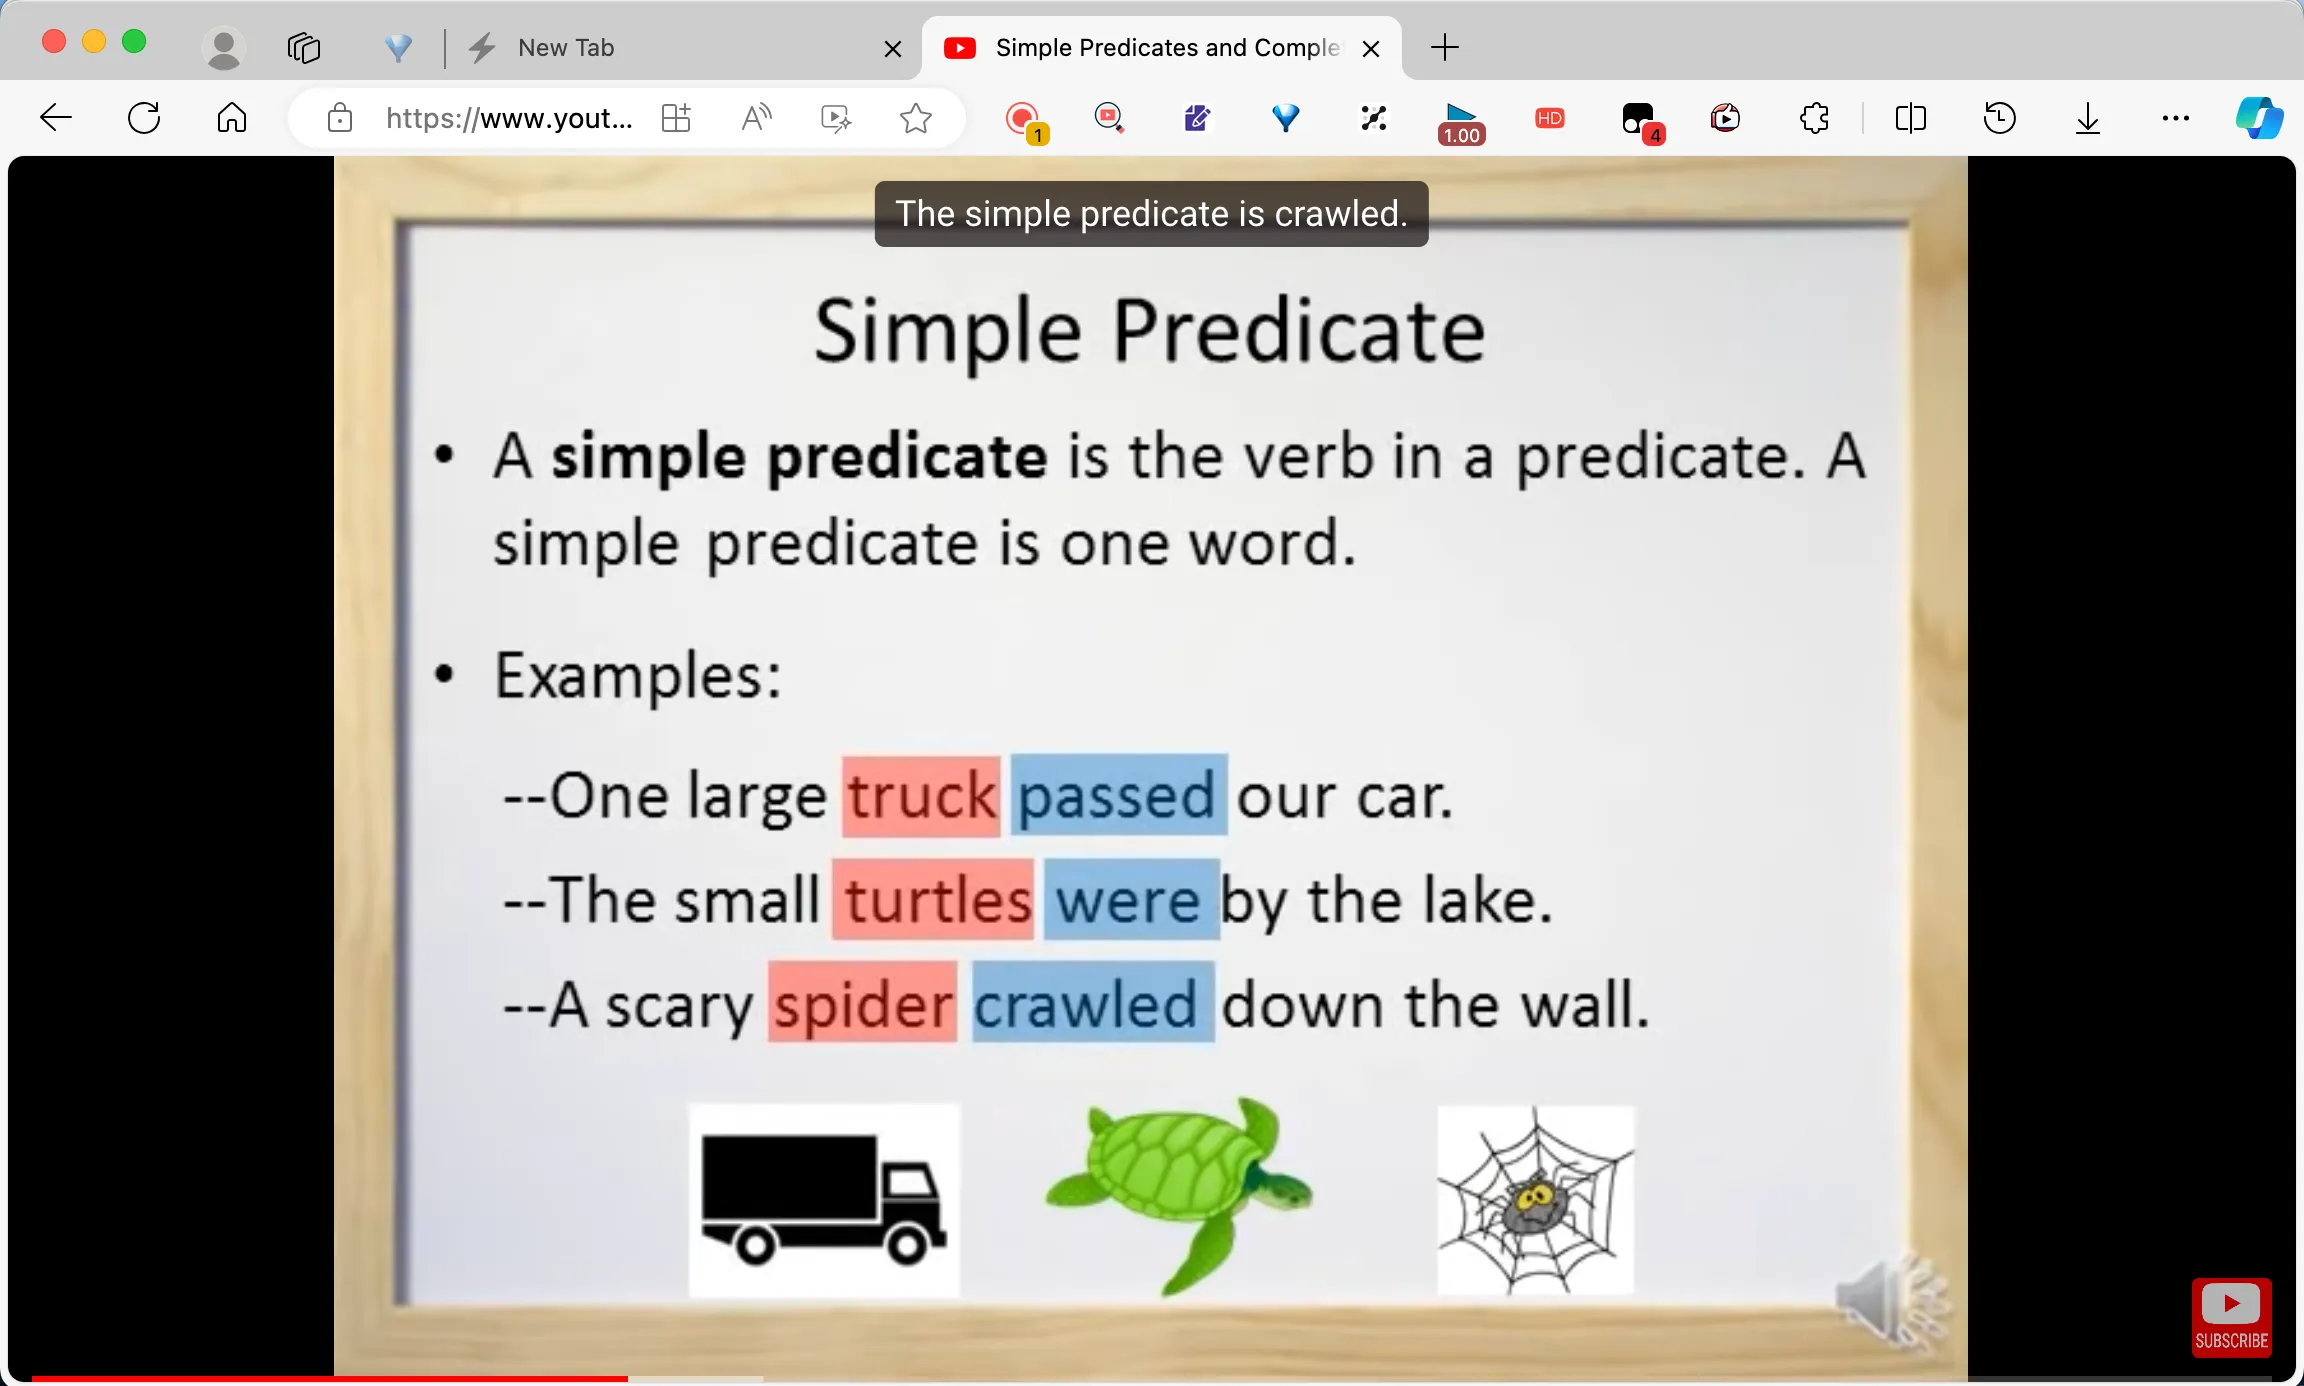 New Tab
Simple Predicates and Comple
https://www.yout...
1
1.00
HD
4
The simple predicate is crawled.
Simple Predicate
• A simple predicate is the verb in a predicate. A
simple predicate is one word.
• Examples:
--One large truck passed our car.
--The small turtles were by the lake.
--A scary spider crawled down the wall.
SUBSCRIBE